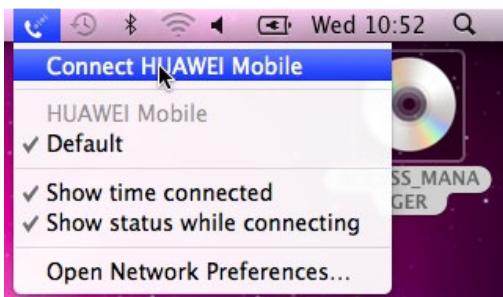 Wed 10:52
Connect HUAWEI Mobile
HUAWEI Mobile
Default
Show time connected
Show status while connecting
Open Network Preferences...
SS_MANA
GER